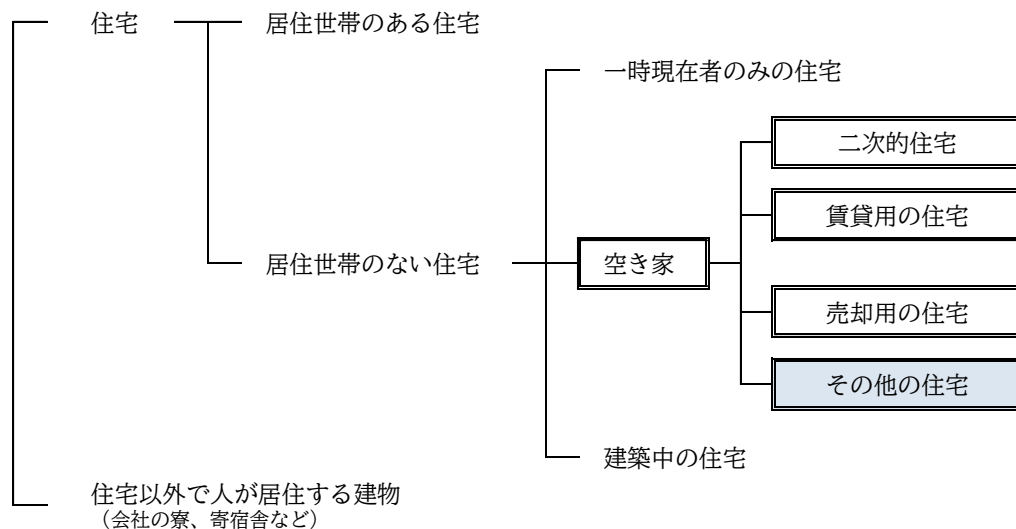 住宅
居住世帯のある住宅
一時現在者のみの住宅
二次的住宅
賃貸用の住宅
居住世帯のない住宅
空き家
売却用の住宅
その他の住宅
建築中の住宅
住宅以外で人が居住する建物
（会社の寮、寄宿舎など）